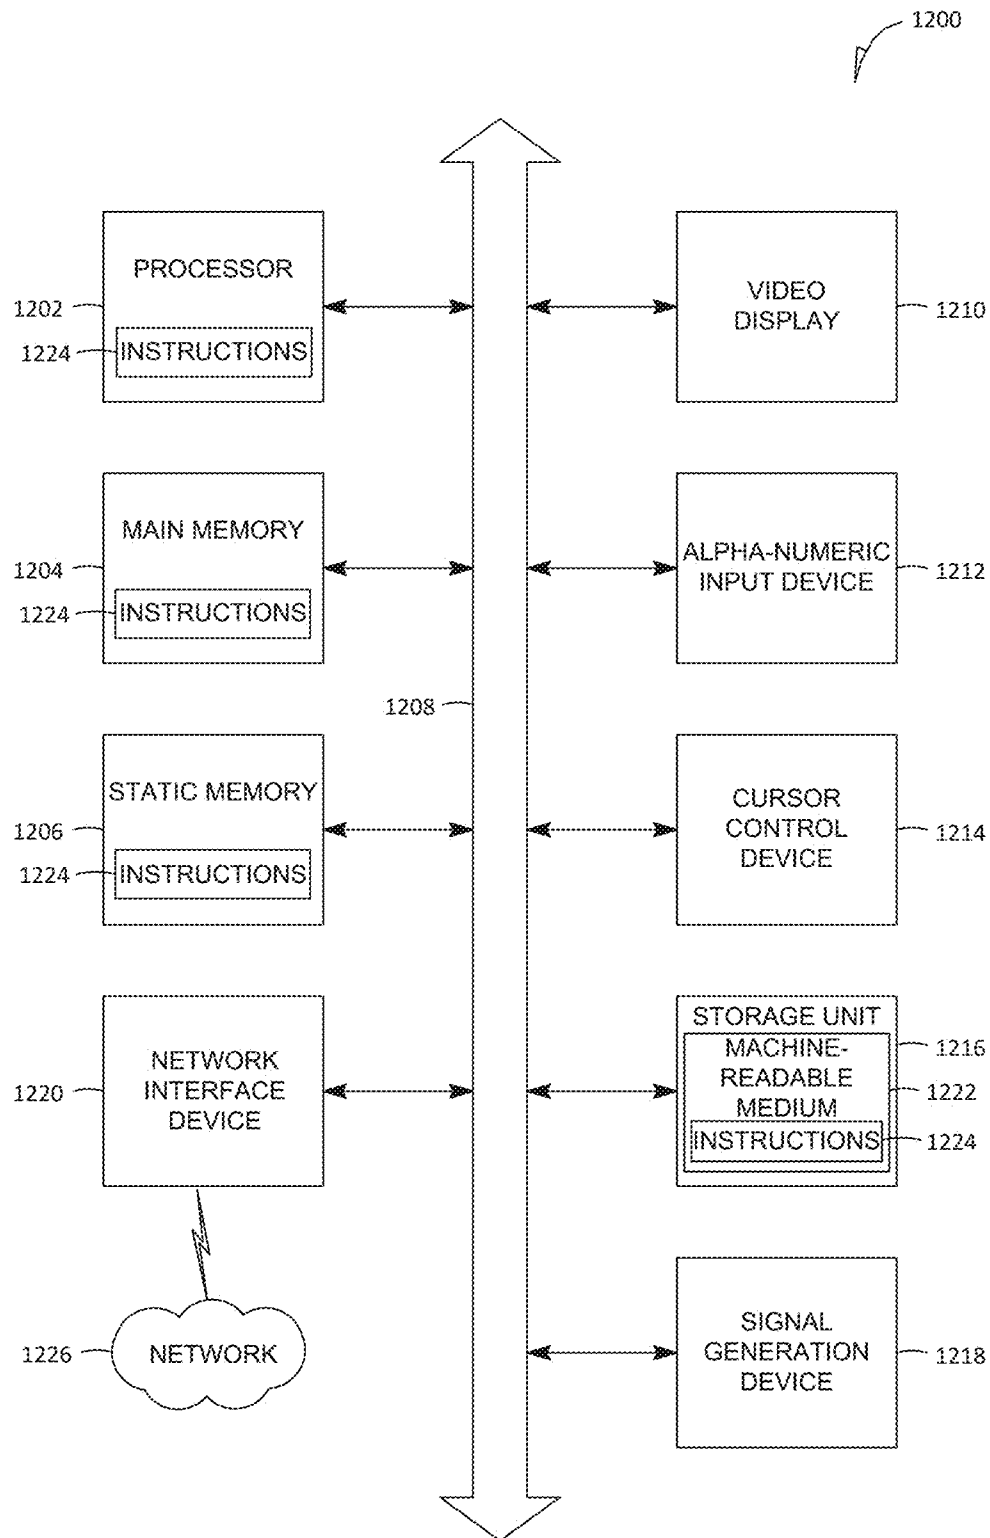 1200
PROCESSOR
1202
1224
INSTRUCTIONS
MAIN MEMORY
1204
1224
INSTRUCTIONS
1208
STATIC MEMORY
1206
1224
INSTRUCTIONS
NETWORK
INTERFACE
DEVICE
1220
NETWORK
1226
VIDEO
DISPLAY
1210
ALPHA-NUMERIC
INPUT DEVICE
1212
CURSOR
CONTROL
DEVICE
1214
STORAGE UNIT
1216
MACHINE-
READABLE
MEDIUM
1222
INSTRUCTIONS
1224
SIGNAL
GENERATION
DEVICE
1218